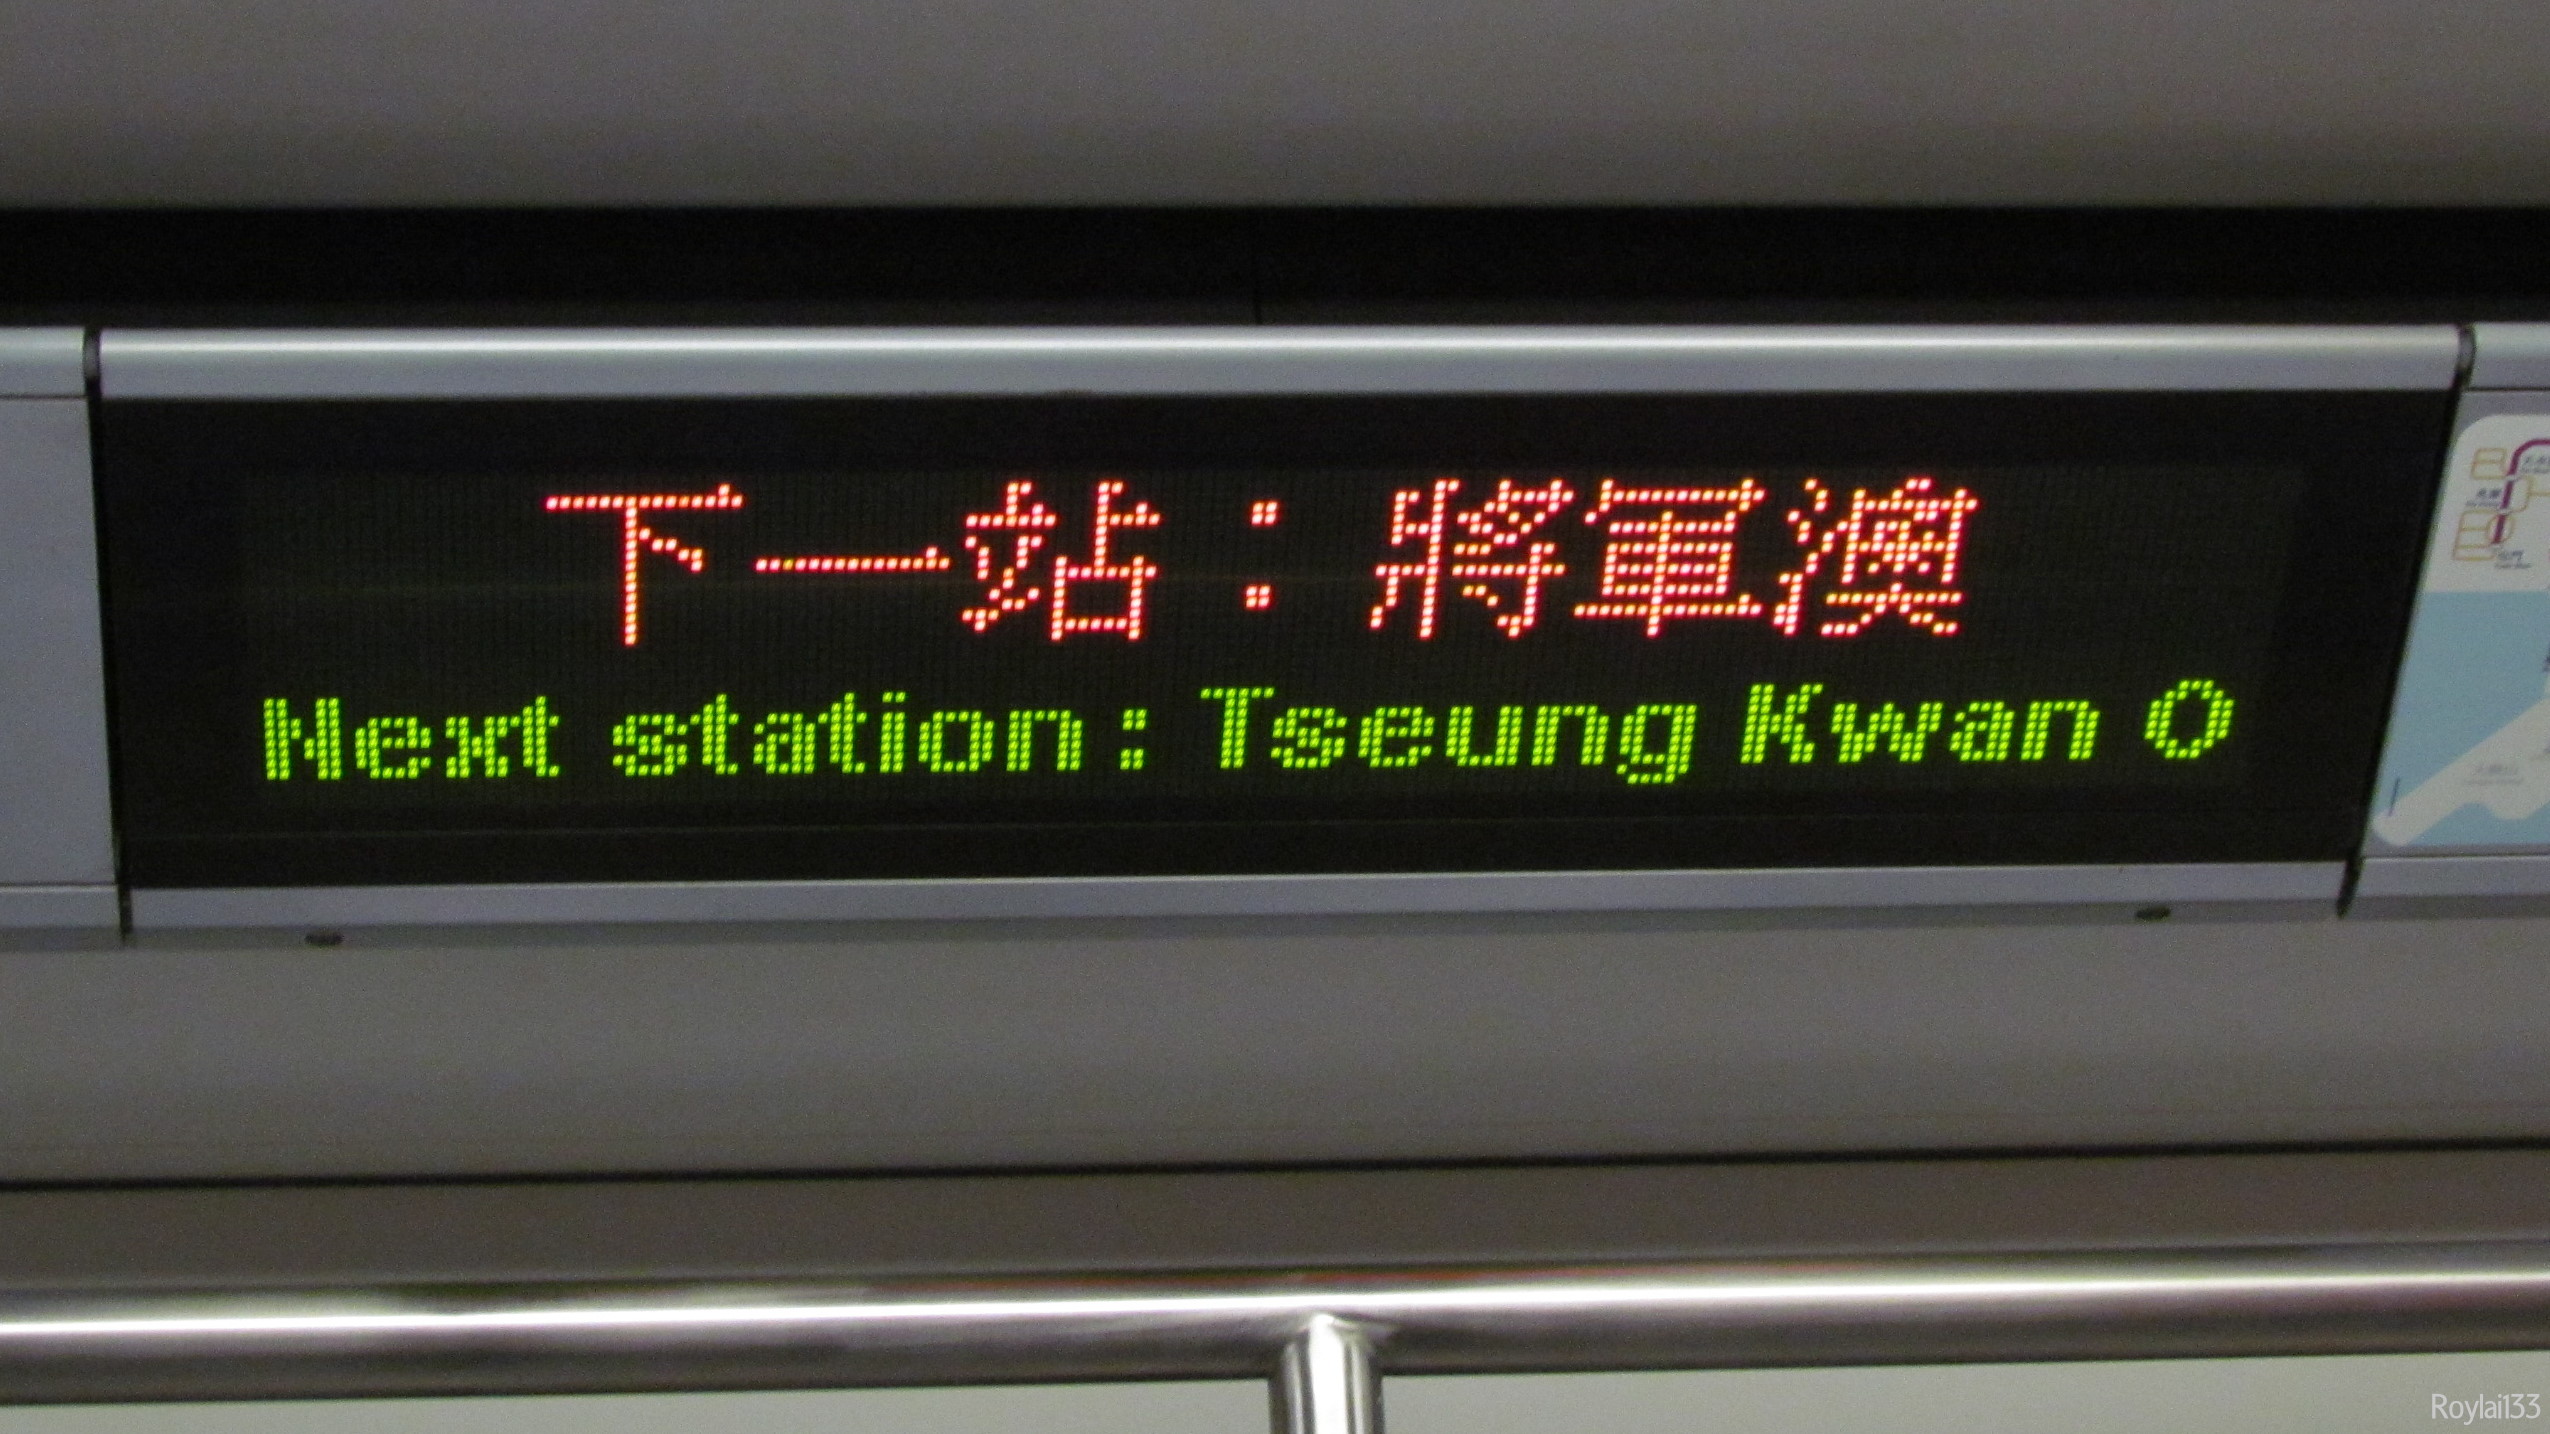 下一站：將軍澳
Next station: Tseung Kwan O
Roylai133